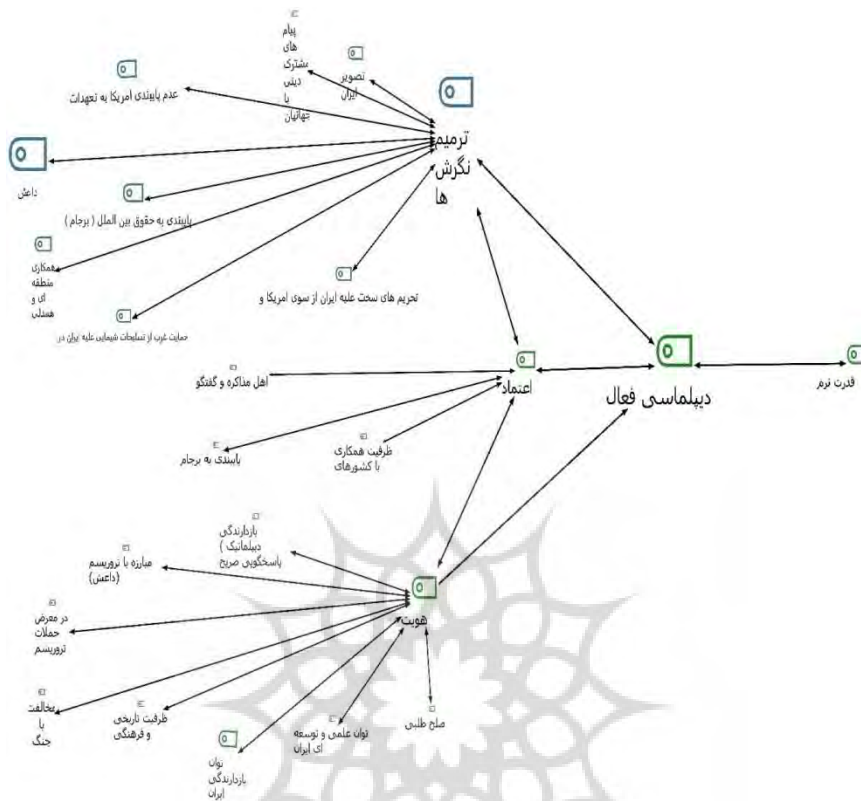 پیام
های
مشترک
دینی
با
جهانیان
تصویر
ایران
عدم پایبندی امریکا به تعهدات
ترمیم
نگرش
ها
داعش
پایبندی به حقوق بین الملل ( برجام )
همکاری
منطقه
ای و
همدلی
تحریم های سخت علیه ایران از سوی امریکا و
حمایت غرب از تسلیحات شیمیایی علیه ایران در
اهل مذاکره و گفتگو
اعتماد
دیپلماسی فعال
قدرت نرم
ظرفیت همکاری
با کشورهای
پایبندی به برجام
بازدارندگی
دیپلماتیک )
پاسخگویی صریح
مبارزه با تروریسم
(داعش)
هویت
در معرض
حملات
تروریسم
مخالفت
با
جنگ
ظرفیت تاریخی
و فرهنگی
توان علمی و توسعه
ای ایران
صلح طلبی
توان
بازدارندگی
ایران